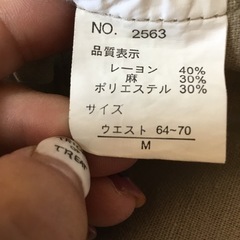 NO. 2563
品質表示
レーヨン 40%
麻 30%
ポリエステル 30%
サイズ
ウエスト 64~70
M
TREAT